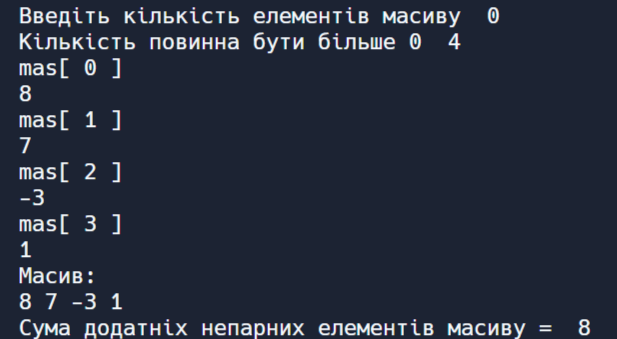 Введіть кількість елементів масиву  0
Кількість повинна бути більше 0  4
mas[ 0 ]
8
mas[ 1 ]
7
mas[ 2 ]
-3
mas[ 3 ]
1
Масив:
8 7 -3 1
Сума додатніх непарних елементів масиву =  8